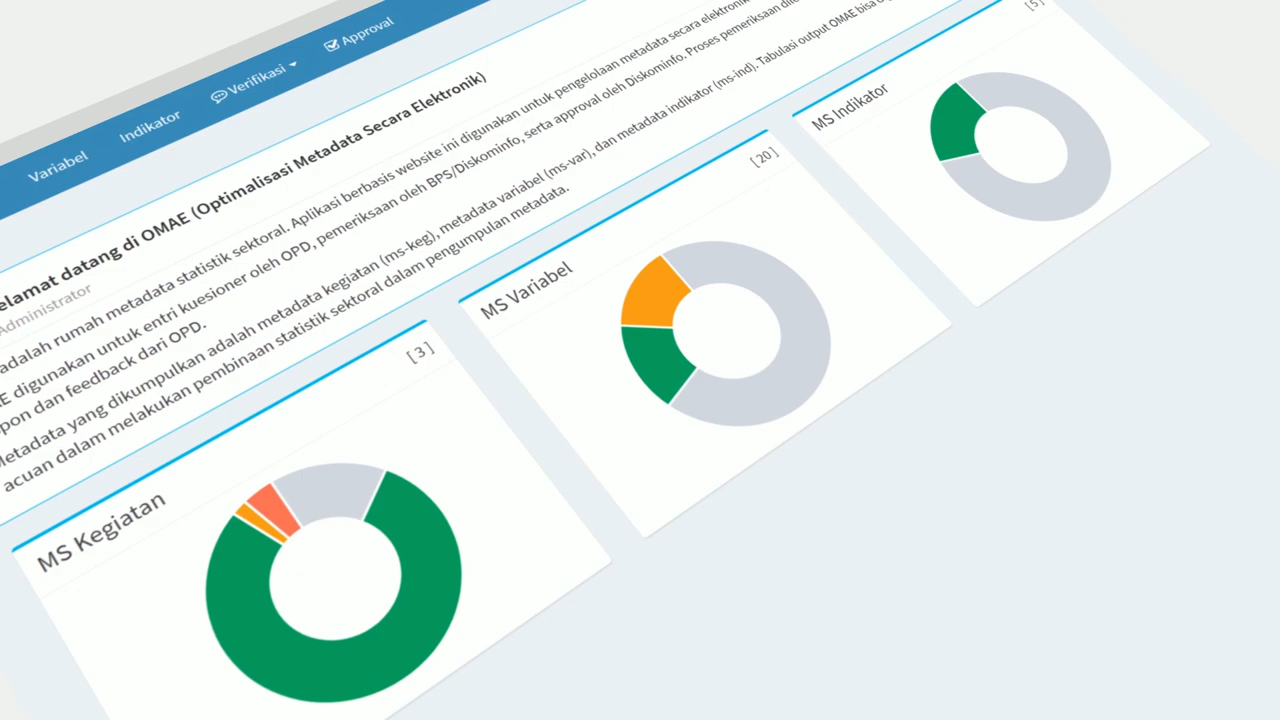 Variabel
Indikator
Verifikasi
Approval
elamat datang di OMAE (Optimalisasi Metadata Secara Elektronik)
Administrator
adalah rumah metadata statistik sektoral. Aplikasi berbasis website ini digunakan untuk pengelolaan metadata secara elektronik
E digunakan untuk entri kuesioner oleh OPD, pemeriksaan oleh BPS/Diskominfo, serta approval oleh Diskominfo. Proses pemeriksaan
pon dan feedback dari OPD.
Metadata yang dikumpulkan adalah metadata kegiatan (ms-keg), metadata variabel (ms-var), dan metadata indikator (ms-ind). Tabulasi output OMAE bisa
acuan dalam melakukan pembinaan statistik sektoral dalam pengumpulan metadata.
MS Kegiatan
[ 3 ]
MS Variabel
[ 20 ]
MS Indikator
[ 5 ]